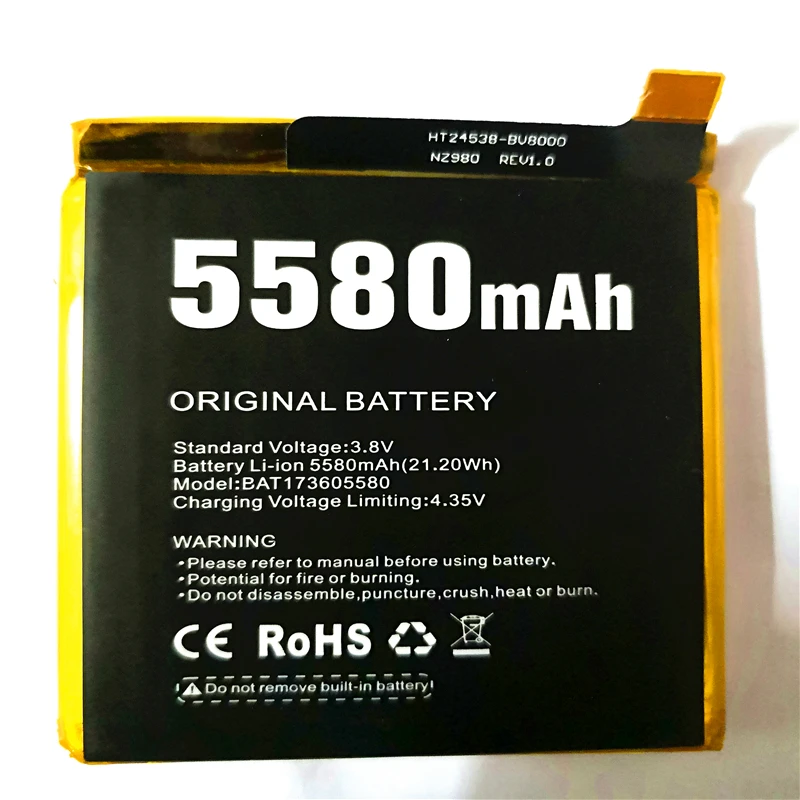 HT24538-BV8000
NZ980 REV1.0
5580mAh
ORIGINAL BATTERY
Standard Voltage:3.8V
Battery Li-ion 5580mAh(21.20Wh)
Model:BAT173605580
Charging Voltage Limiting:4.35V
WARNING
•Please refer to manual before using battery.
•Potential for fire or burning.
•Do not disassemble,puncture,crush,heat or burn.
CE RoHS
Do not remove built-in battery!